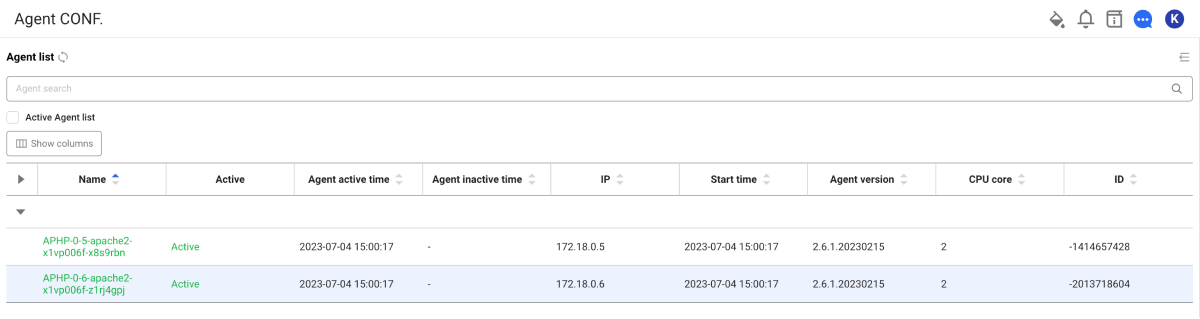 Agent CONF.
K
Agent list
Agent search
Active Agent list
Show columns
Name Active Agent active time Agent inactive time IP Start time Agent version CPU core ID
APHP-0-5-apache2-
x1vp006f-x8s9rbn
Active 2023-07-04 15:00:17 - 172.18.0.5 2023-07-04 15:00:17 2.6.1.20230215 2 -1414657428
APHP-0-6-apache2-
x1vp006f-z1rj4gpj
Active 2023-07-04 15:00:17 - 172.18.0.6 2023-07-04 15:00:17 2.6.1.20230215 2 -2013718604